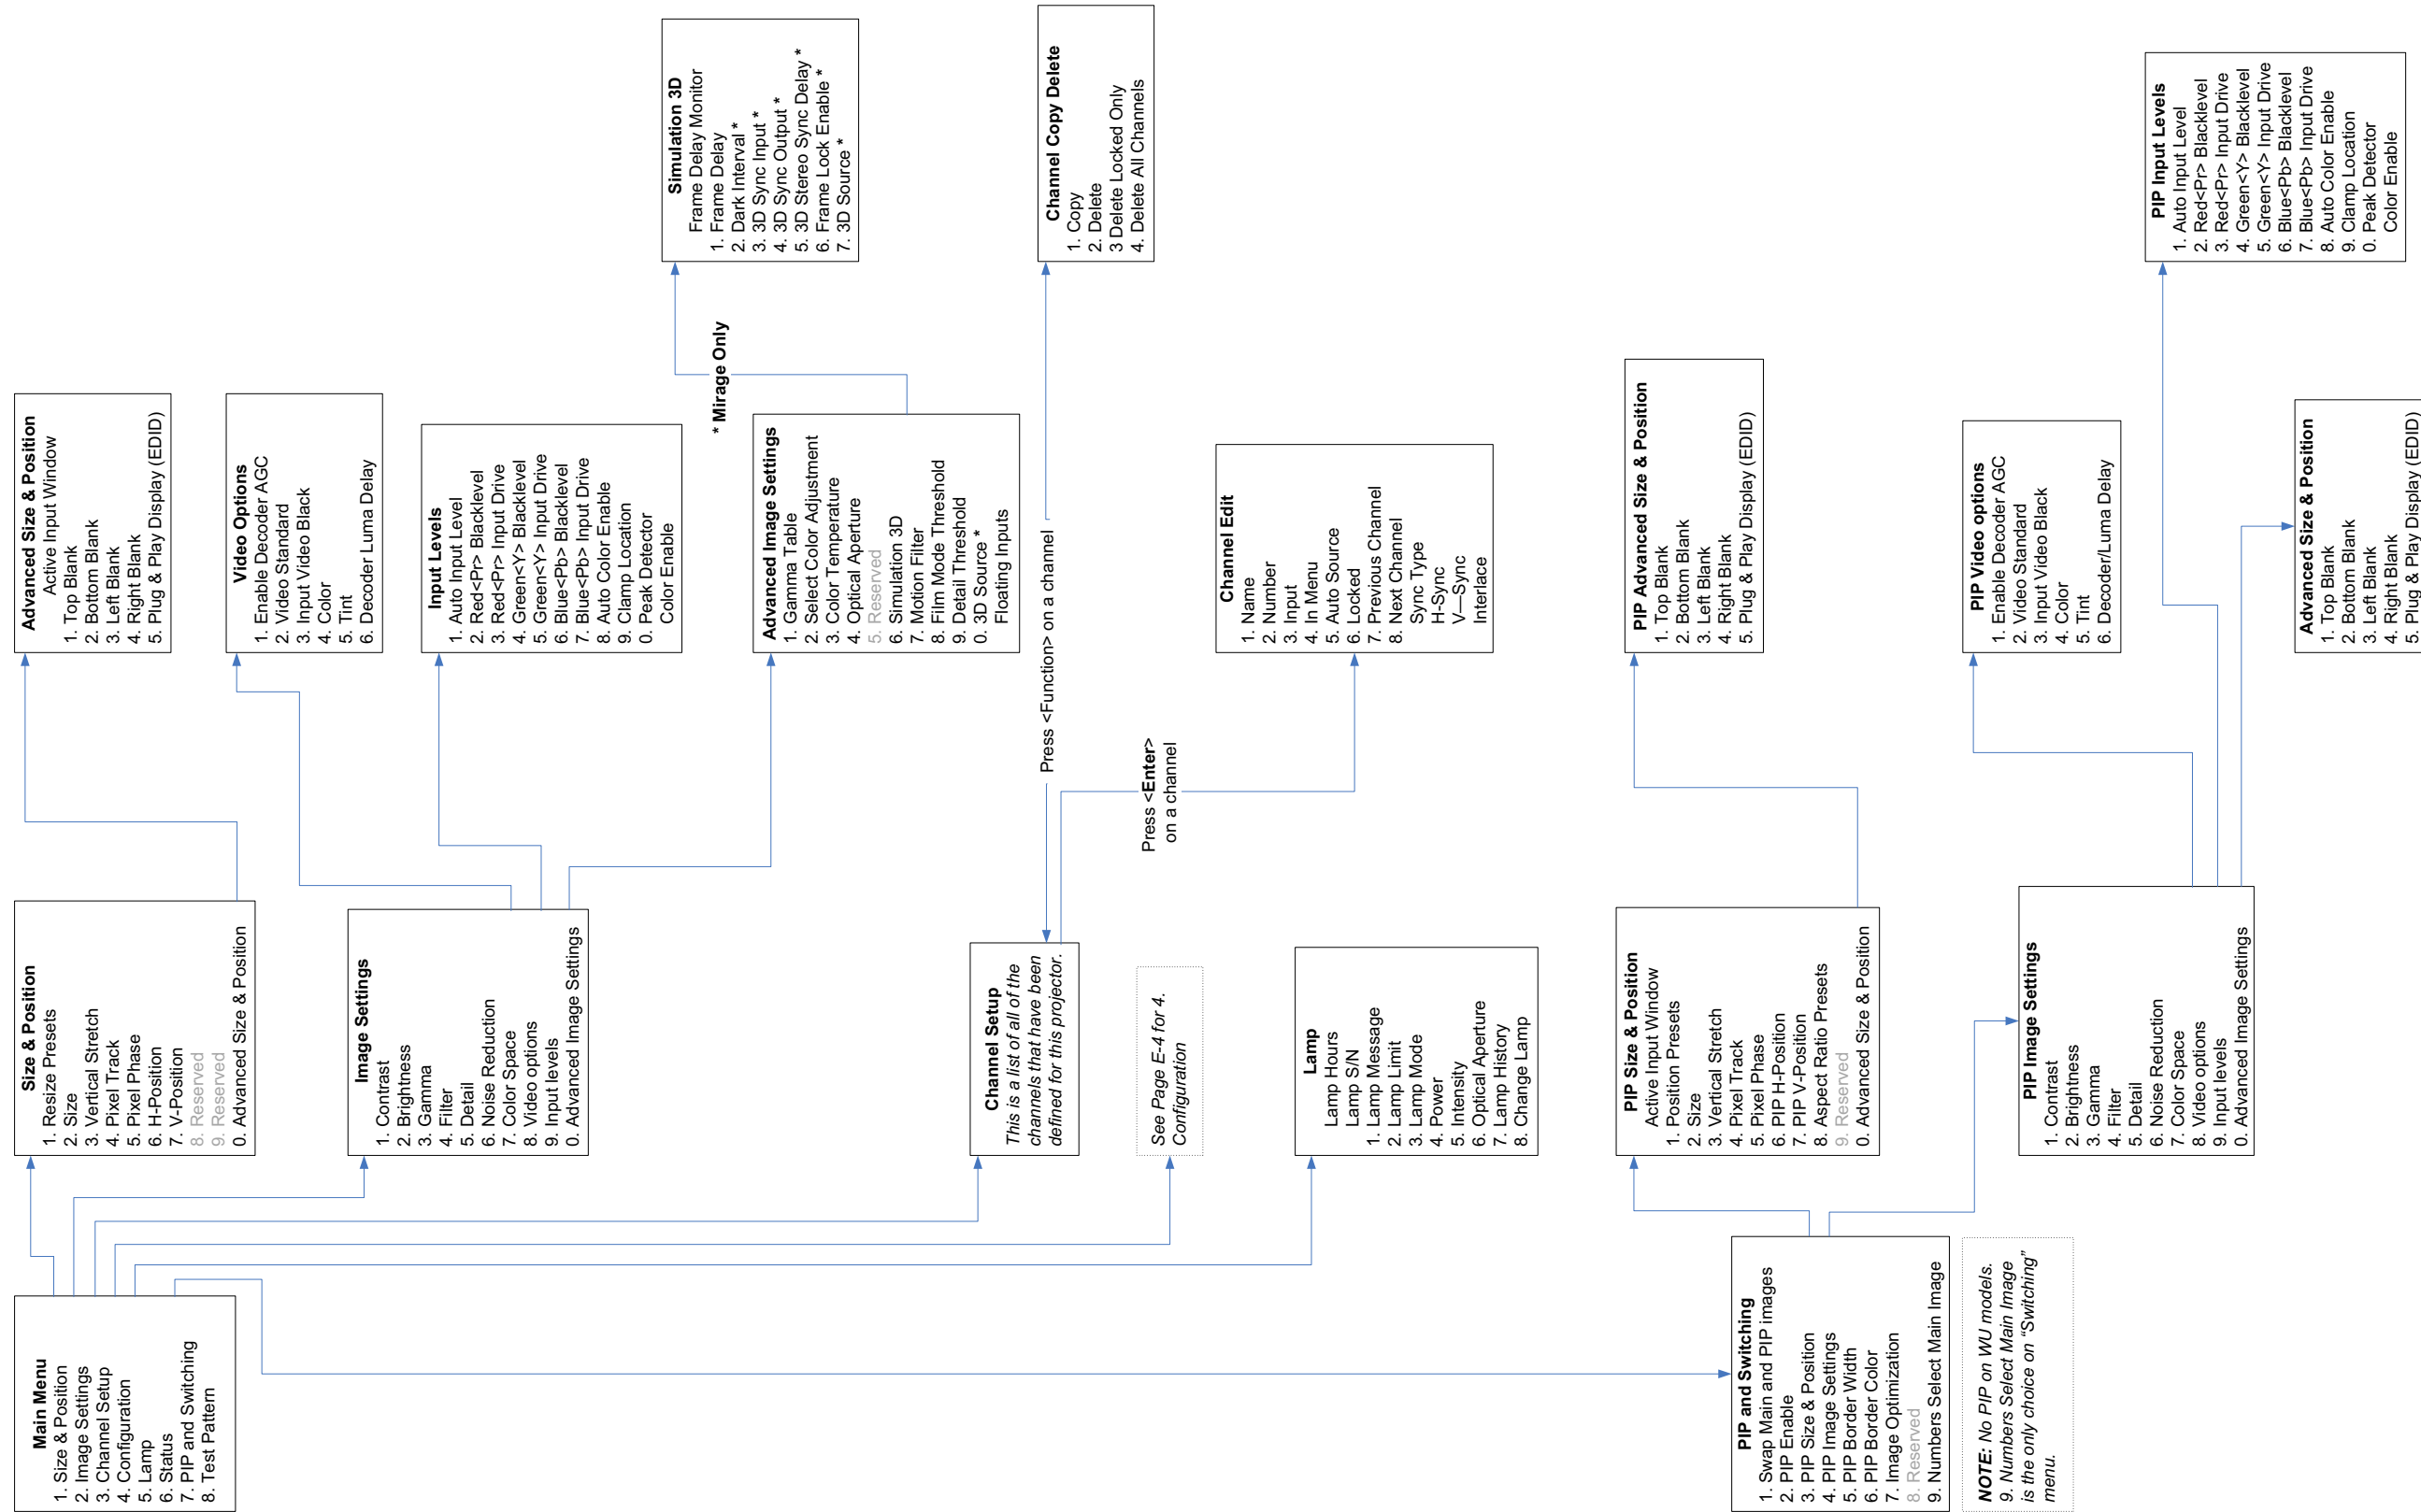 Main Menu
1. Size & Position
2. Image Settings
3. Channel Setup
4. Configuration
5. Lamp
6. Status
7. PIP and Switching
8. Test Pattern
Size & Position
1. Resize Presets
2. Size
3. Vertical Stretch
4. Pixel Track
5. Pixel Phase
6. H-Position
7. V-Position
8. Reserved
9. Reserved
0. Advanced Size & Position
Advanced Size & Position
Active Input Window
1. Top Blank
2. Bottom Blank
3. Left Blank
4. Right Blank
5. Plug & Play Display (EDID)
Image Settings
1. Contrast
2. Brightness
3. Gamma
4. Filter
5. Detail
6. Noise Reduction
7. Color Space
8. Video options
9. Input levels
0. Advanced Image Settings
Video Options
1. Enable Decoder AGC
2. Video Standard
3. Input Video Black
4. Color
5. Tint
6. Decoder Luma Delay
Input Levels
1. Auto Input Level
2. Red<Pr> Blacklevel
3. Red<Pr> Input Drive
4. Green<Y> Blacklevel
5. Green<Y> Input Drive
6. Blue<Pb> Blacklevel
7. Blue<Pb> Input Drive
8. Auto Color Enable
9. Clamp Location
0. Peak Detector
Color Enable
* Mirage Only
Advanced Image Settings
1. Gamma Table
2. Select Color Adjustment
3. Color Temperature
4. Optical Aperture
5. Reserved
6. Simulation 3D
7. Motion Filter
8. Film Mode Threshold
9. Detail Threshold
0. 3D Source *
Floating Inputs
Simulation 3D
Frame Delay Monitor
1. Frame Delay
2. Dark Interval *
3. 3D Sync Input *
4. 3D Sync Output *
5. 3D Stereo Sync Delay *
6. Frame Lock Enable *
7. 3D Source *
Channel Setup
This is a list of all of the
channels that have been
defined for this projector.
Press <Function> on a channel
Channel Copy Delete
1. Copy
2. Delete
3 Delete Locked Only
4. Delete All Channels
Press <Enter>
on a channel
Channel Edit
1. Name
2. Number
3. Input
4. In Menu
5. Auto Source
6. Locked
7. Previous Channel
8. Next Channel
Sync Type
H-Sync
V—Sync
Interlace
See Page E-4 for 4.
Configuration
Lamp
Lamp Hours
Lamp S/N
1. Lamp Message
2. Lamp Limit
3. Lamp Mode
4. Power
5. Intensity
6. Optical Aperture
7. Lamp History
8. Change Lamp
PIP and Switching
1. Swap Main and PIP images
2. PIP Enable
3. PIP Size & Position
4. PIP Image Settings
5. PIP Border Width
6. PIP Border Color
7. Image Optimization
8. Reserved
9. Numbers Select Main Image
NOTE: No PIP on WU models.
9. Numbers Select Main Image
is the only choice on “Switching”
menu.
PIP Size & Position
Active Input Window
1. Position Presets
2. Size
3. Vertical Stretch
4. Pixel Track
5. Pixel Phase
6. PIP H-Position
7. PIP V-Position
8. Aspect Ratio Presets
9. Reserved
0. Advanced Size & Position
PIP Advanced Size & Position
1. Top Blank
2. Bottom Blank
3. Left Blank
4. Right Blank
5. Plug & Play Display (EDID)
PIP Image Settings
1. Contrast
2. Brightness
3. Gamma
4. Filter
5. Detail
6. Noise Reduction
7. Color Space
8. Video options
9. Input levels
0. Advanced Image Settings
PIP Video options
1. Enable Decoder AGC
2. Video Standard
3. Input Video Black
4. Color
5. Tint
6. Decoder/Luma Delay
PIP Input Levels
1. Auto Input Level
2. Red<Pr> Blacklevel
3. Red<Pr> Input Drive
4. Green<Y> Blacklevel
5. Green<Y> Input Drive
6. Blue<Pb> Blacklevel
7. Blue<Pb> Input Drive
8. Auto Color Enable
9. Clamp Location
0. Peak Detector
Color Enable
Advanced Size & Position
1. Top Blank
2. Bottom Blank
3. Left Blank
4. Right Blank
5. Plug & Play Display (EDID)